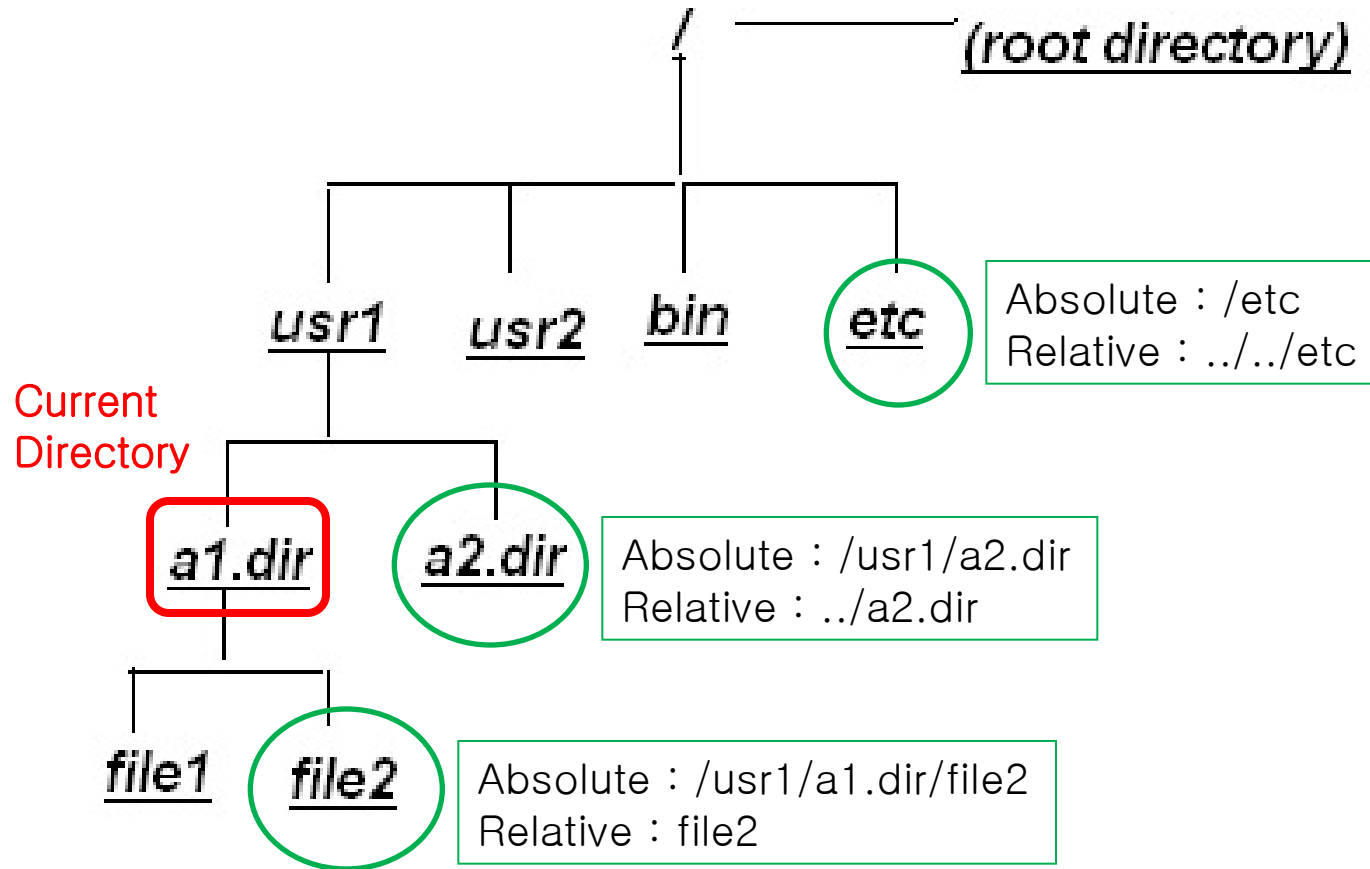 /
(root directory)
usr1
usr2
bin
etc
Absolute : /etc
Relative : ../../etc
Current
Directory
a1.dir
a2.dir
Absolute : /usr1/a2.dir
Relative : ../a2.dir
file1
file2
Absolute : /usr1/a1.dir/file2
Relative : file2